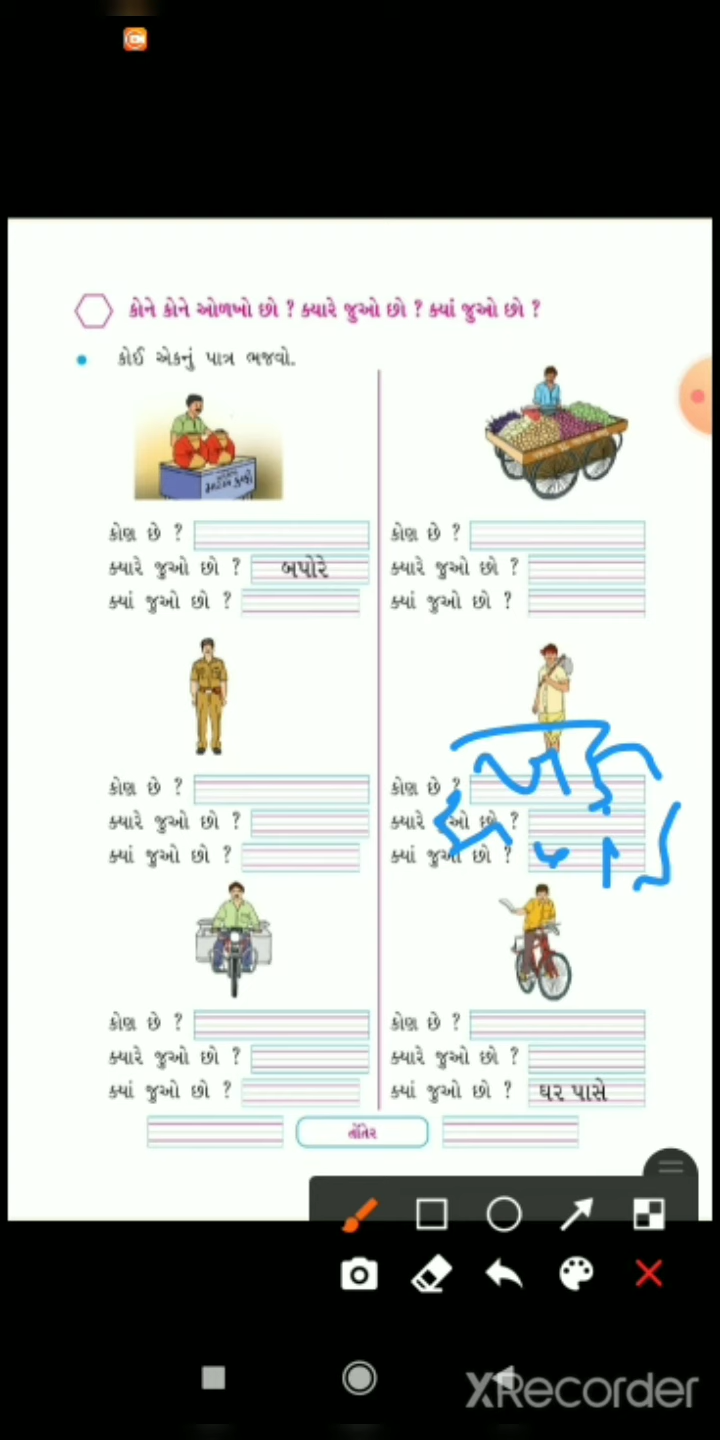 કોને કોને ઓળખો છો ? ક્યારે જુઓ છો ? ક્યાં જુઓ છો ?
કોઈ એકનું પાત્ર ભજવો.
કોણ છે ?
ક્યારે જુઓ છો ? બપોરે
ક્યાં જુઓ છો ?
કોણ છે ?
ક્યારે જુઓ છો ?
ક્યાં જુઓ છો ?
કોણ છે ?
ક્યારે જુઓ છો ?
ક્યાં જુઓ છો ?
કોણ છે ?
ક્યારે જુઓ છો ?
ક્યાં જુઓ છો ?
કોણ છે ?
ક્યારે જુઓ છો ?
ક્યાં જુઓ છો ?
કોણ છે ?
ક્યારે જુઓ છો ?
ક્યાં જુઓ છો ? ઘર પાસે
તોંતેર
XRecorder